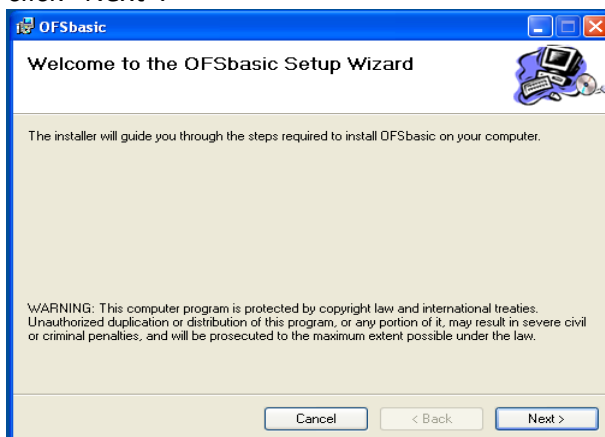 click "Next".
OFSbasic
Welcome to the OFSbasic Setup Wizard
The installer will guide you through the steps required to install OFSbasic on your computer.
WARNING: This computer program is protected by copyright law and international treaties.
Unauthorized duplication or distribution of this program, or any portion of it, may result in severe civil
or criminal penalties, and will be prosecuted to the maximum extent possible under the law.
Cancel
< Back
Next >